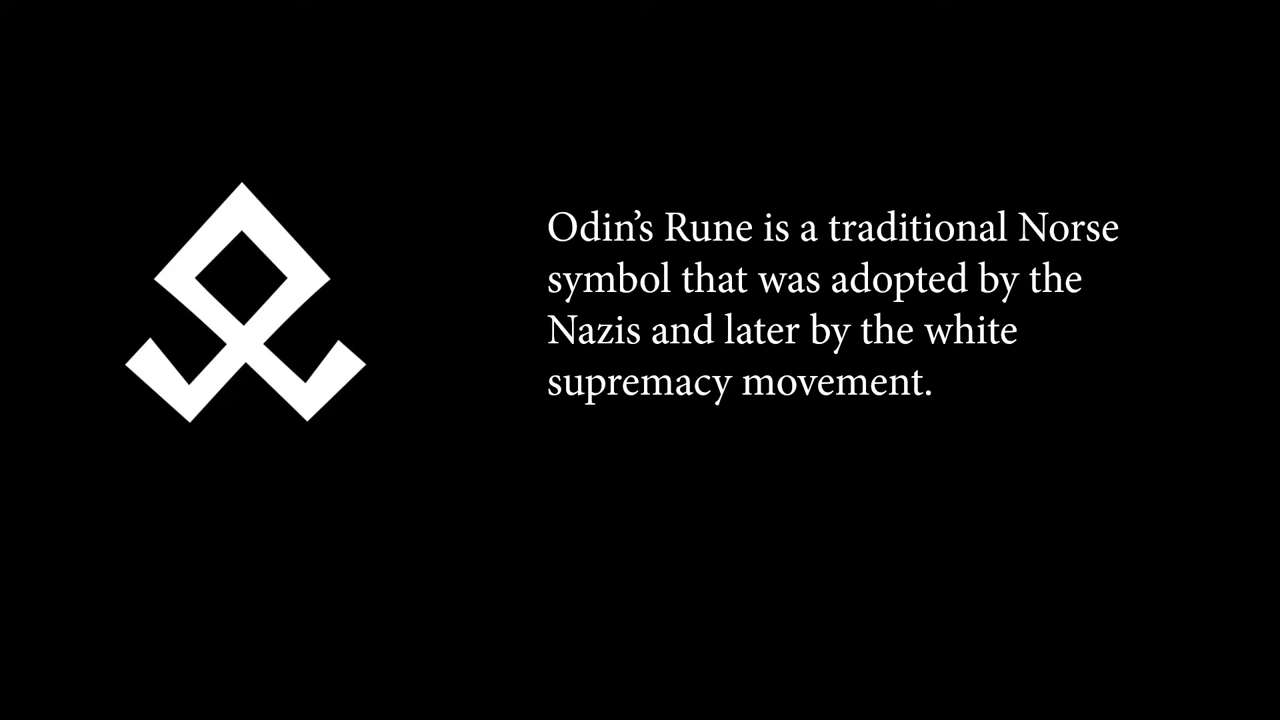 Odin’s Rune is a traditional Norse
symbol that was adopted by the
Nazis and later by the white
supremacy movement.